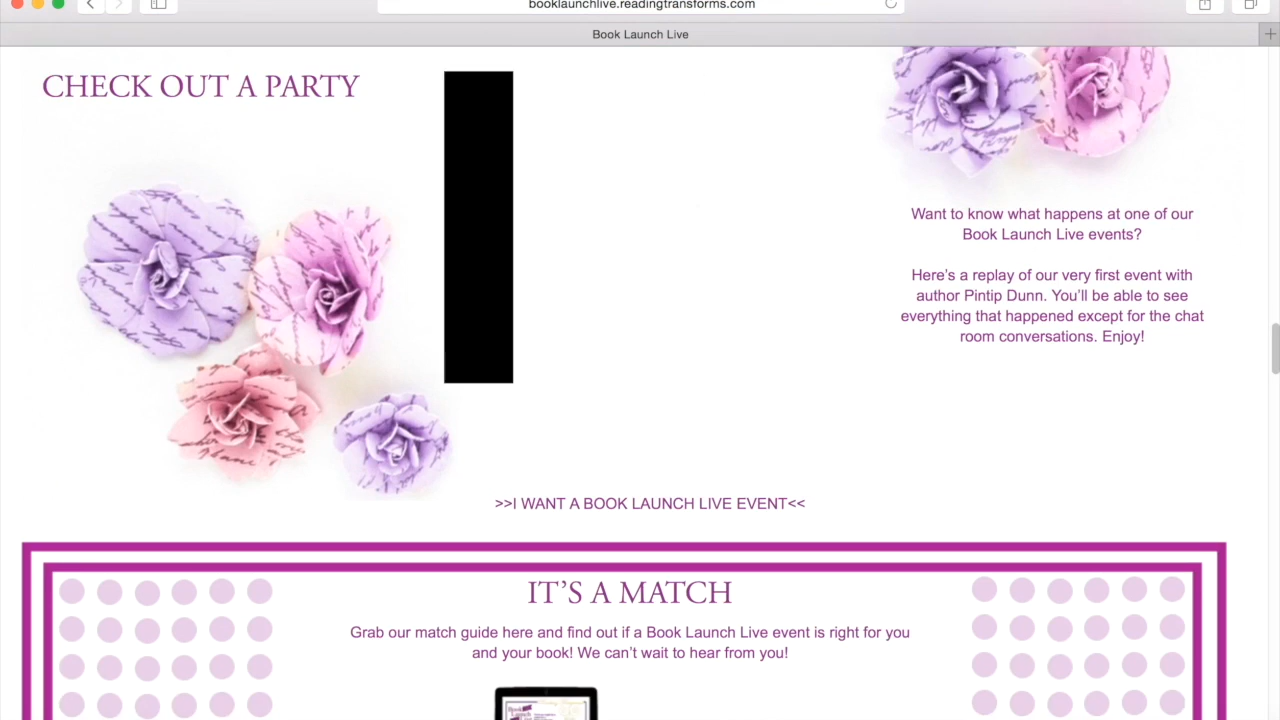 booklaunchlive.readingtransforms.com
Book Launch Live
CHECK OUT A PARTY
Want to know what happens at one of our
Book Launch Live events?
Here's a replay of our very first event with
author Pintip Dunn. You'll be able to see
everything that happened except for the chat
room conversations. Enjoy!
>>I WANT A BOOK LAUNCH LIVE EVENT<<
IT'S A MATCH
Grab our match guide here and find out if a Book Launch Live event is right for you
and your book! We can't wait to hear from you!
Book
Launch
Live